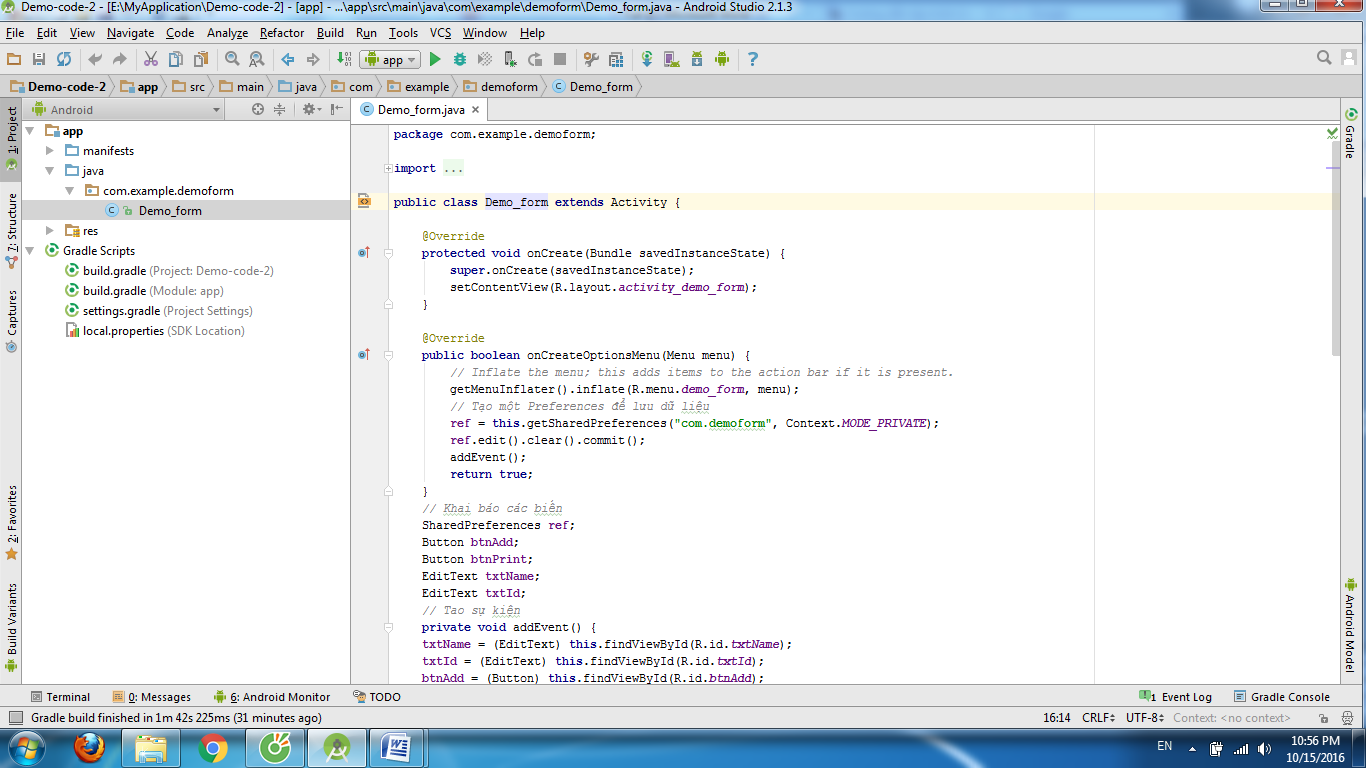 Demo-code-2 - [E:\MyApplication\Demo-code-2] - [app] - ...\app\src\main\java\com\example\demoform\Demo_form.java - Android Studio 2.1.3
File Edit View Navigate Code Analyze Refactor Build Run Tools VCS Window Help
app
Demo-code-2 app src main java com example demoform Demo_form
1: Project
7: Structure
Captures
2: Favorites
Build Variants
Android
app
manifests
java
com.example.demoform
Demo_form
res
Gradle Scripts
build.gradle (Project: Demo-code-2)
build.gradle (Module: app)
settings.gradle (Project Settings)
local.properties (SDK Location)
Demo_form.java
package com.example.demoform;
import ...
public class Demo_form extends Activity {
@Override
protected void onCreate(Bundle savedInstanceState) {
super.onCreate(savedInstanceState);
setContentView(R.layout.activity_demo_form);
}
@Override
public boolean onCreateOptionsMenu(Menu menu) {
// Inflate the menu; this adds items to the action bar if it is present.
getMenuInflater().inflate(R.menu.demo_form, menu);
// Tạo một Preferences để lưu dữ liệu
ref = this.getSharedPreferences("com.demoform", Context.MODE_PRIVATE);
ref.edit().clear().commit();
addEvent();
return true;
}
// Khai báo các biến
SharedPreferences ref;
Button btnAdd;
Button btnPrint;
EditText txtName;
EditText txtId;
// Tao sự kiện
private void addEvent() {
txtName = (EditText) this.findViewById(R.id.txtName);
txtId = (EditText) this.findViewById(R.id.txtId);
btnAdd = (Button) this.findViewById(R.id.btnAdd);
Gradle
Android Model
Terminal 0: Messages 6: Android Monitor TODO 1 Event Log Gradle Console
Gradle build finished in 1m 42s 225ms (31 minutes ago) 16:14 CRLF UTF-8 Context: <no context>
EN 10:56 PM
10/15/2016